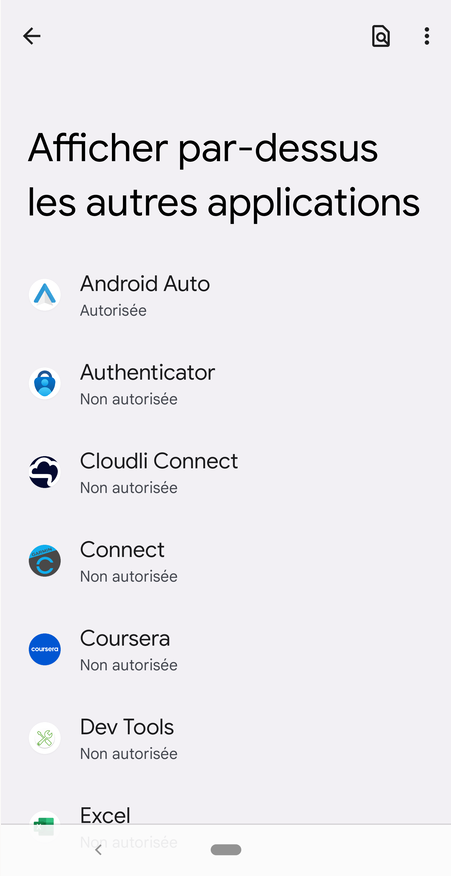 Afficher par-dessus
les autres applications
Android Auto
Autorisée
Authenticator
Non autorisée
Cloudli Connect
Non autorisée
Connect
Non autorisée
coursera
Coursera
Non autorisée
Dev Tools
Non autorisée
Excel
Non autorisée